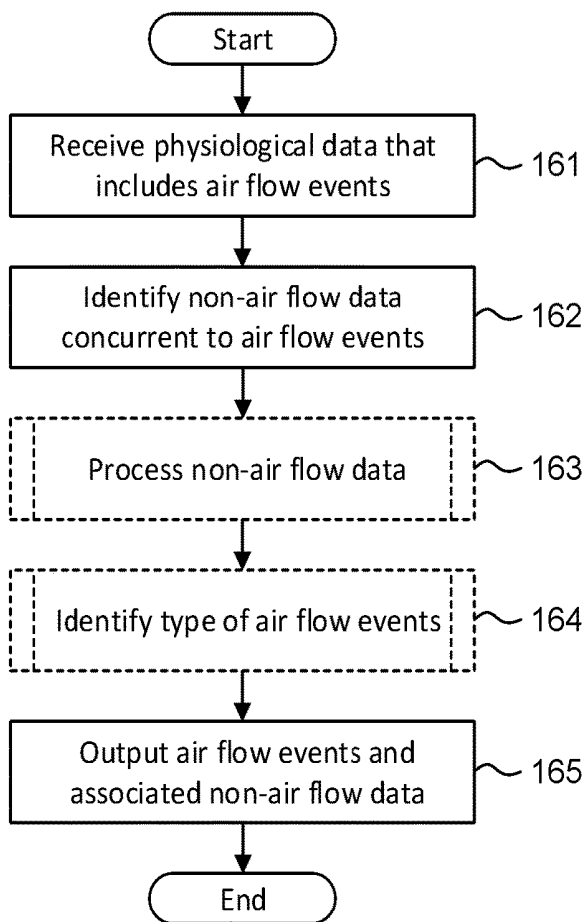 Start
Receive physiological data that
includes air flow events
161
Identify non-air flow data
concurrent to air flow events
162
Process non-air flow data
163
Identify type of air flow events
164
Output air flow events and
associated non-air flow data
165
End